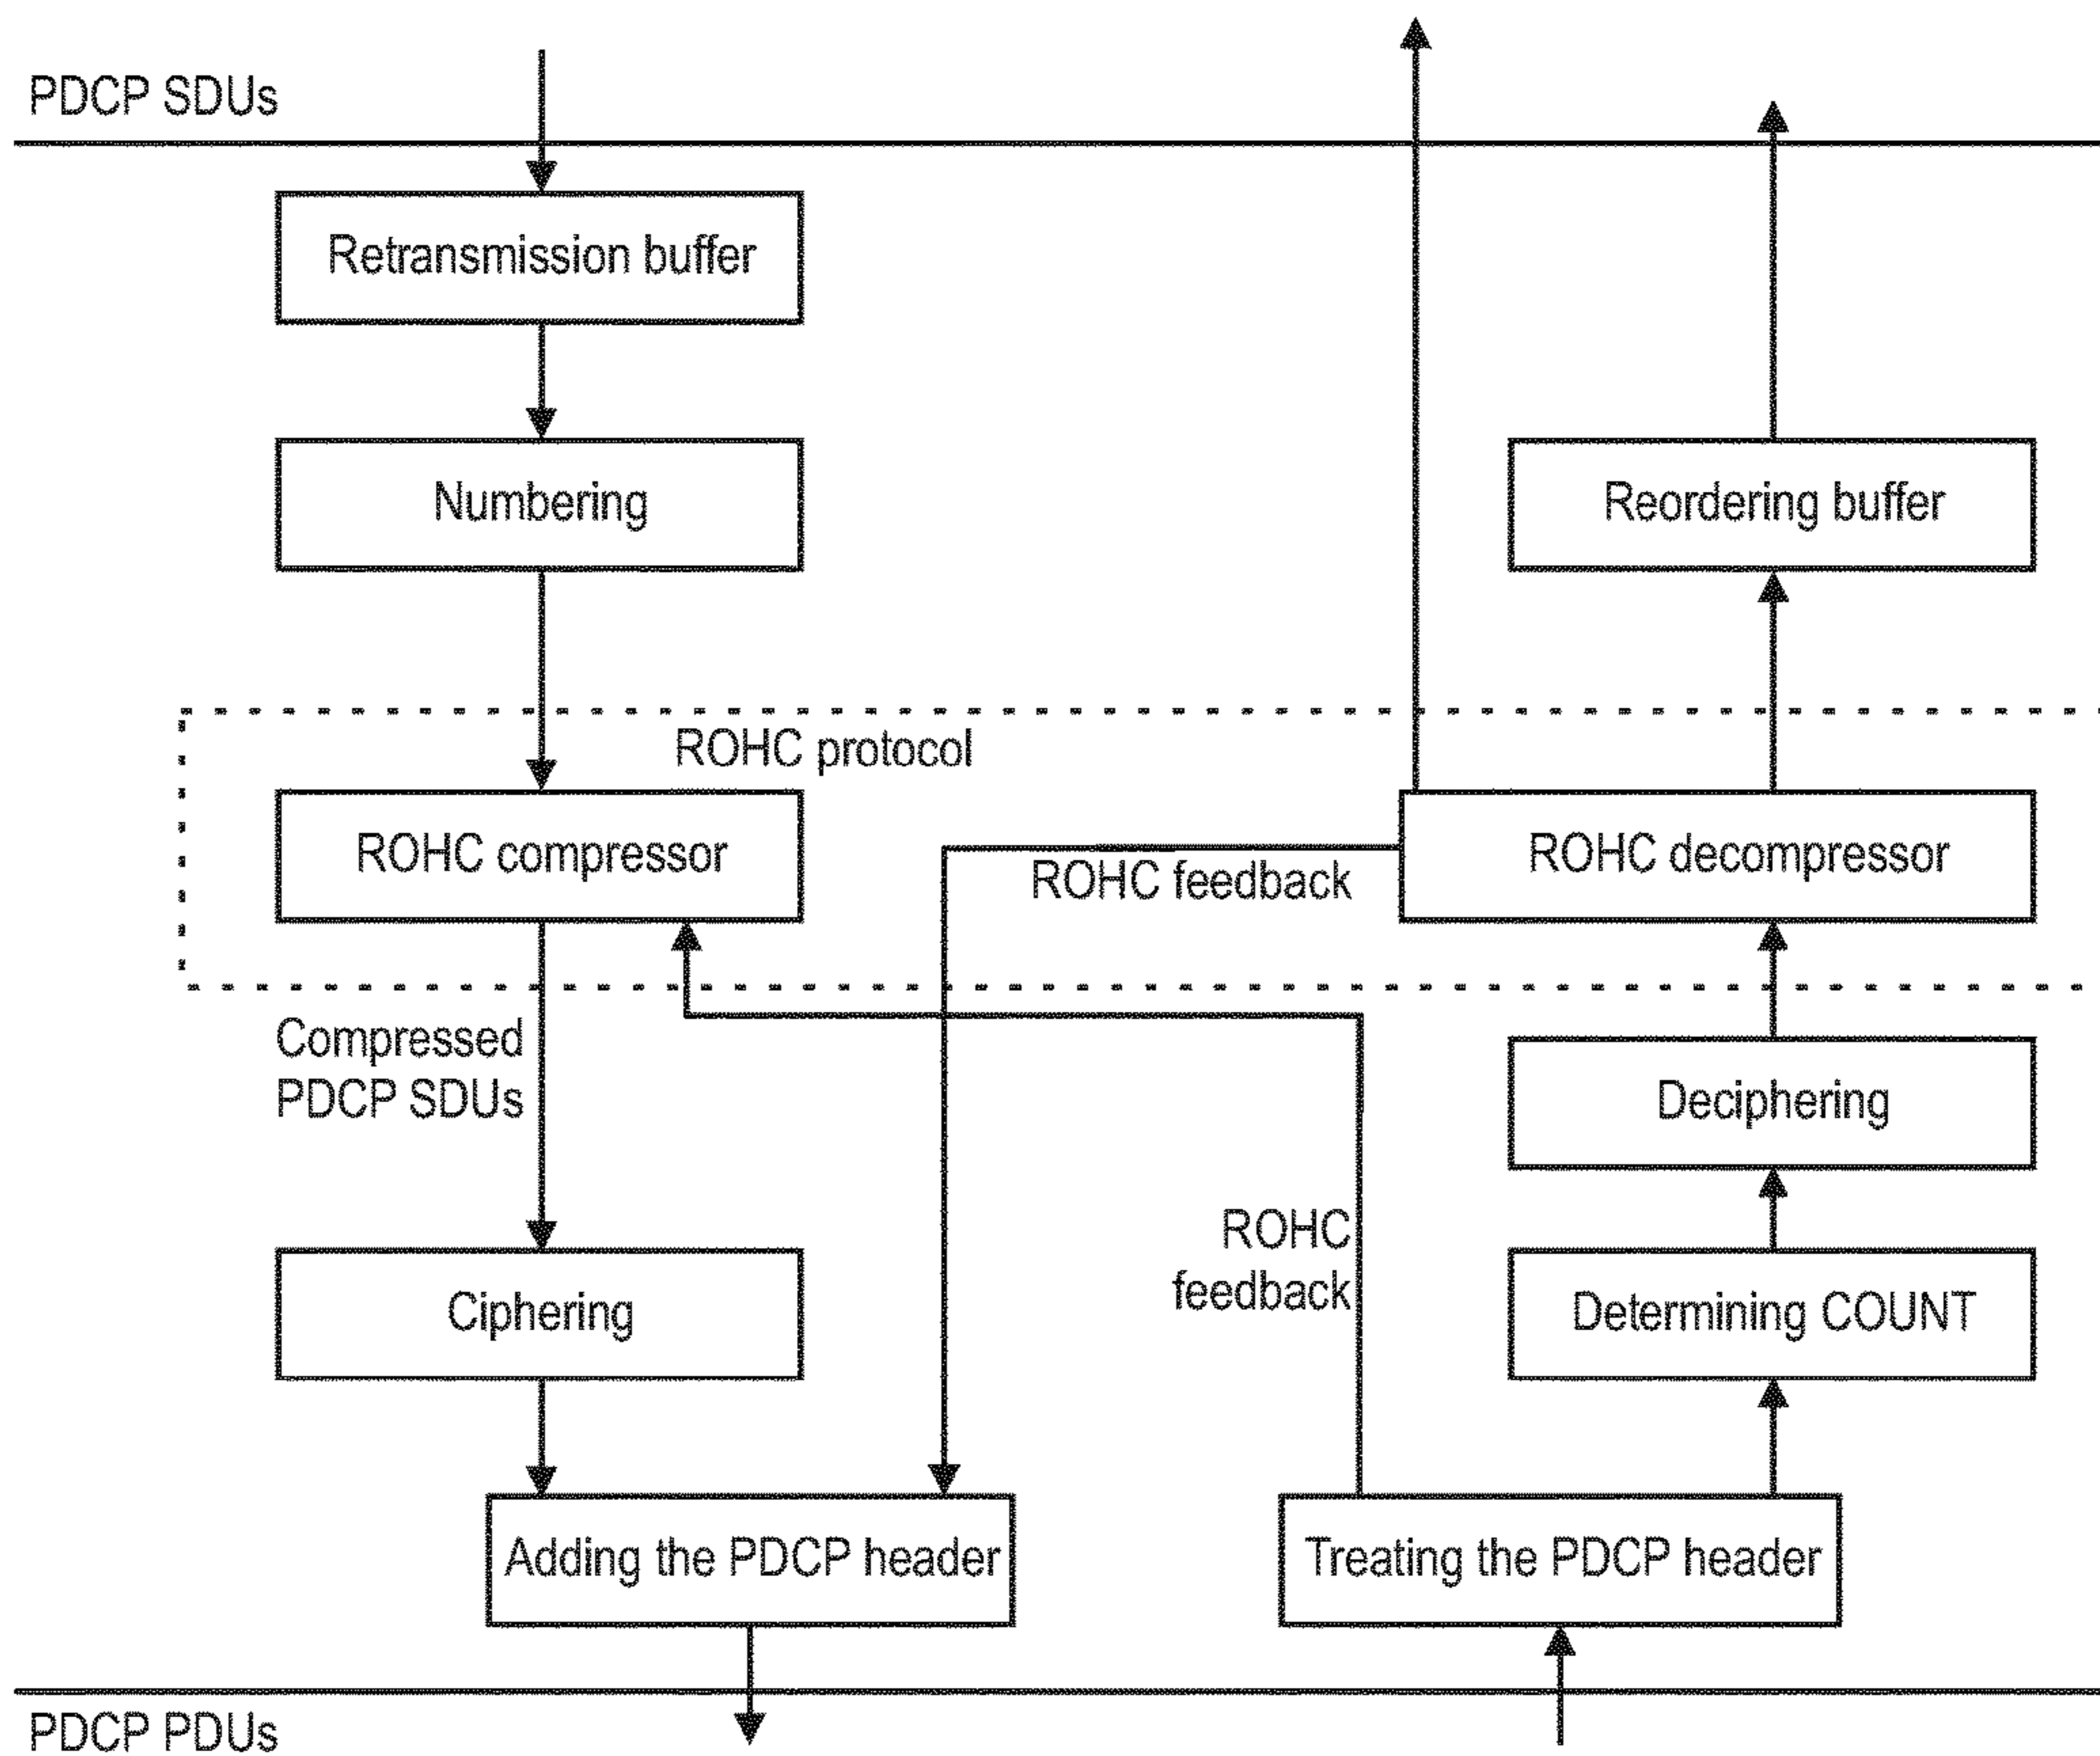 PDCP SDUs
Retransmission buffer
Numbering
Reordering buffer
ROHC protocol
ROHC compressor
ROHC feedback
ROHC decompressor
Compressed
PDCP SDUs
Deciphering
ROHC
feedback
Ciphering
Determining COUNT
Adding the PDCP header
Treating the PDCP header
PDCP PDUs